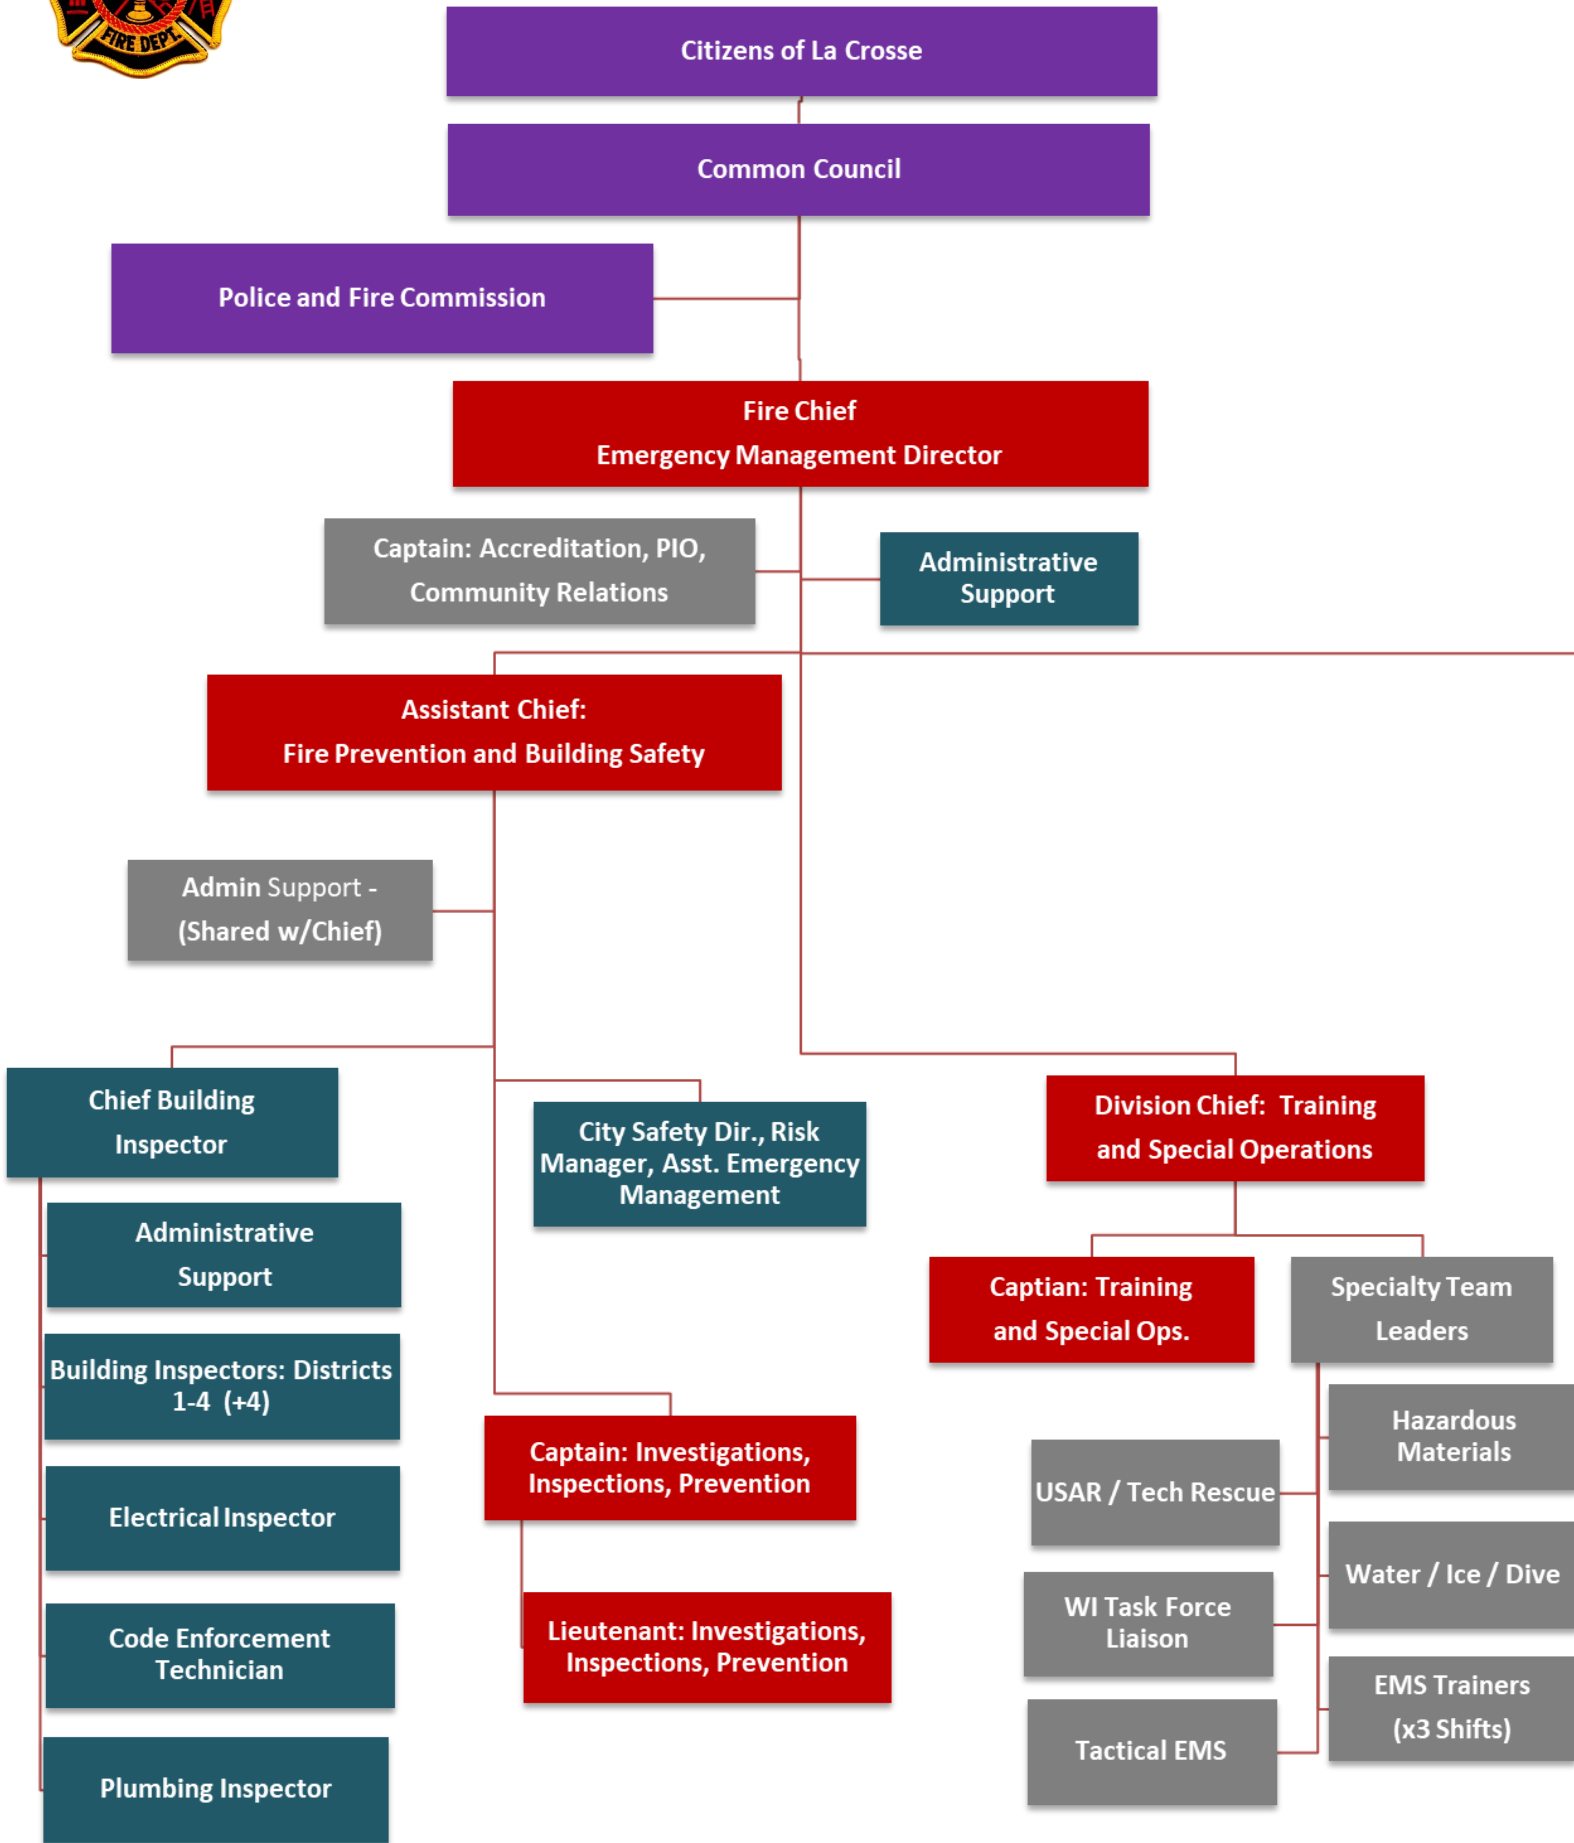 FIRE DEPT.
Citizens of La Crosse
Common Council
Police and Fire Commission
Fire Chief
Emergency Management Director
Captain: Accreditation, PIO,
Community Relations
Administrative
Support
Assistant Chief:
Fire Prevention and Building Safety
Admin Support -
(Shared w/Chief)
Chief Building
Inspector
Administrative
Support
Building Inspectors: Districts
1-4 (+4)
Electrical Inspector
Code Enforcement
Technician
Plumbing Inspector
City Safety Dir., Risk
Manager, Asst. Emergency
Management
Captain: Investigations,
Inspections, Prevention
Lieutenant: Investigations,
Inspections, Prevention
Division Chief: Training
and Special Operations
Captian: Training
and Special Ops.
Specialty Team
Leaders
Hazardous
Materials
USAR / Tech Rescue
Water / Ice / Dive
WI Task Force
Liaison
EMS Trainers
(x3 Shifts)
Tactical EMS